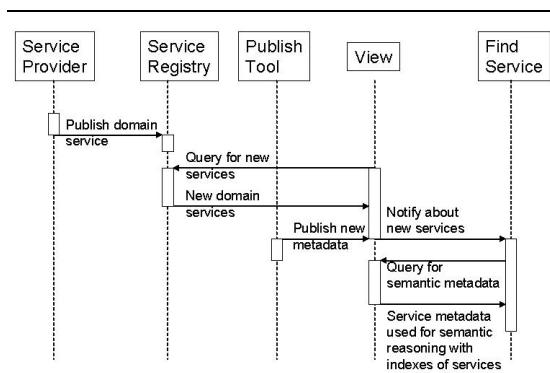 Service
Provider
Service
Registry
Publish
Tool
View
Find
Service
Publish domain
service
Query for new
services
New domain
services
Publish new
metadata
Notify about
new services
Query for
semantic metadata
Service metadata
used for semantic
reasoning with
indexes of services